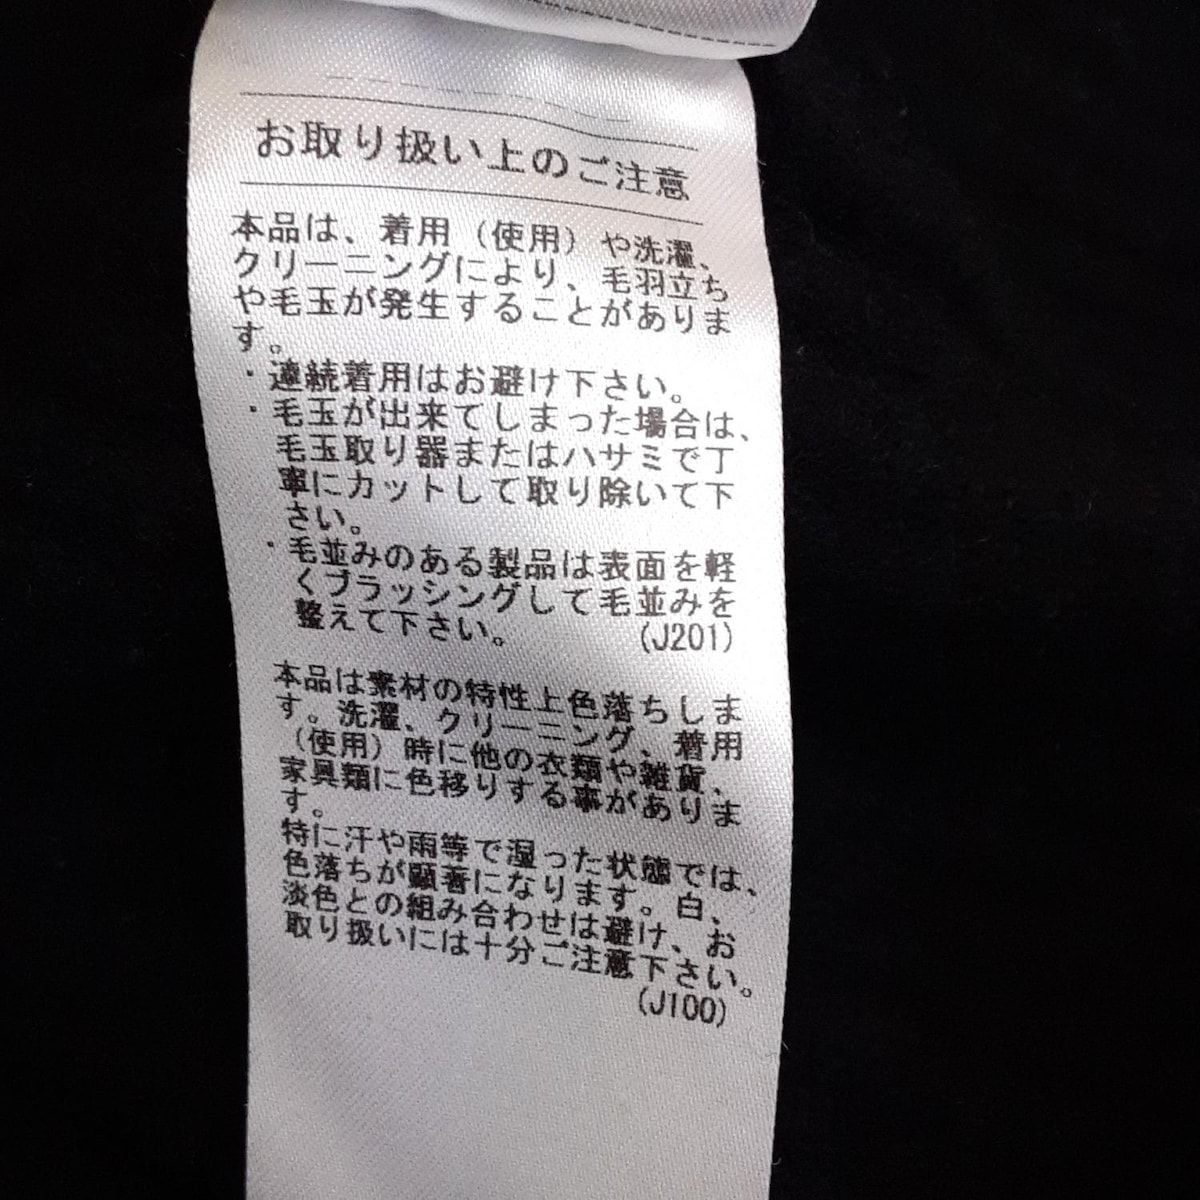 お取り扱い上のご注意
本品は、着用（使用）や洗濯、
クリーニングにより、毛羽立ち
や毛玉が発生することがありま
す。
・連続着用はお避け下さい。
・毛玉が出来てしまった場合は、
毛玉取り器またはハサミで丁
寧にカットして取り除いて下
さい。
・毛並みのある製品は表面を軽
くブラッシングして毛並みを
整えて下さい。 (J201)
本品は素材の特性上色落ちしま
す。洗濯、クリーニング、着用
（使用）時に他の衣類や雑貨、
家具類に色移りする事がありま
す。
特に汗や雨等で湿った状態では、
色落ちが顕著になります。白、
淡色との組み合わせは避け、お
取り扱いには十分ご注意下さい。
(J100)